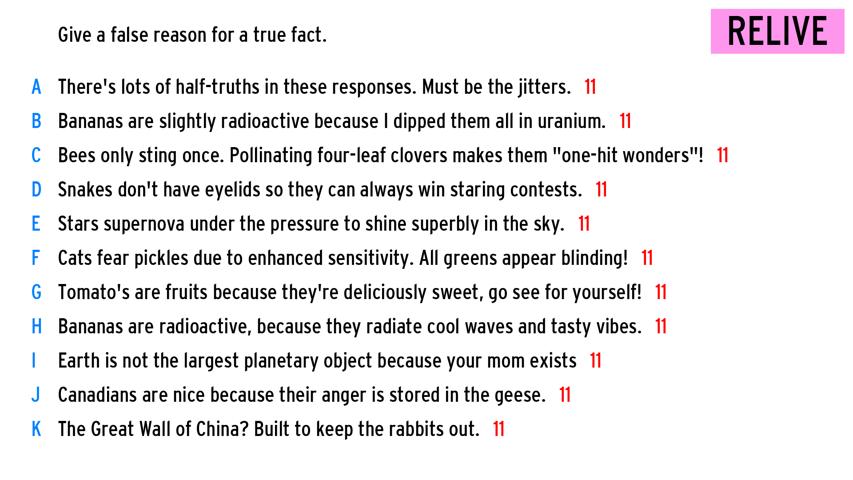 Give a false reason for a true fact.
RELIVE
A There's lots of half-truths in these responses. Must be the jitters. 11
B Bananas are slightly radioactive because I dipped them all in uranium. 11
C Bees only sting once. Pollinating four-leaf clovers makes them "one-hit wonders"! 11
D Snakes don't have eyelids so they can always win staring contests. 11
E Stars supernova under the pressure to shine superbly in the sky. 11
F Cats fear pickles due to enhanced sensitivity. All greens appear blinding! 11
G Tomato's are fruits because they're deliciously sweet, go see for yourself! 11
H Bananas are radioactive, because they radiate cool waves and tasty vibes. 11
I Earth is not the largest planetary object because your mom exists 11
J Canadians are nice because their anger is stored in the geese. 11
K The Great Wall of China? Built to keep the rabbits out. 11